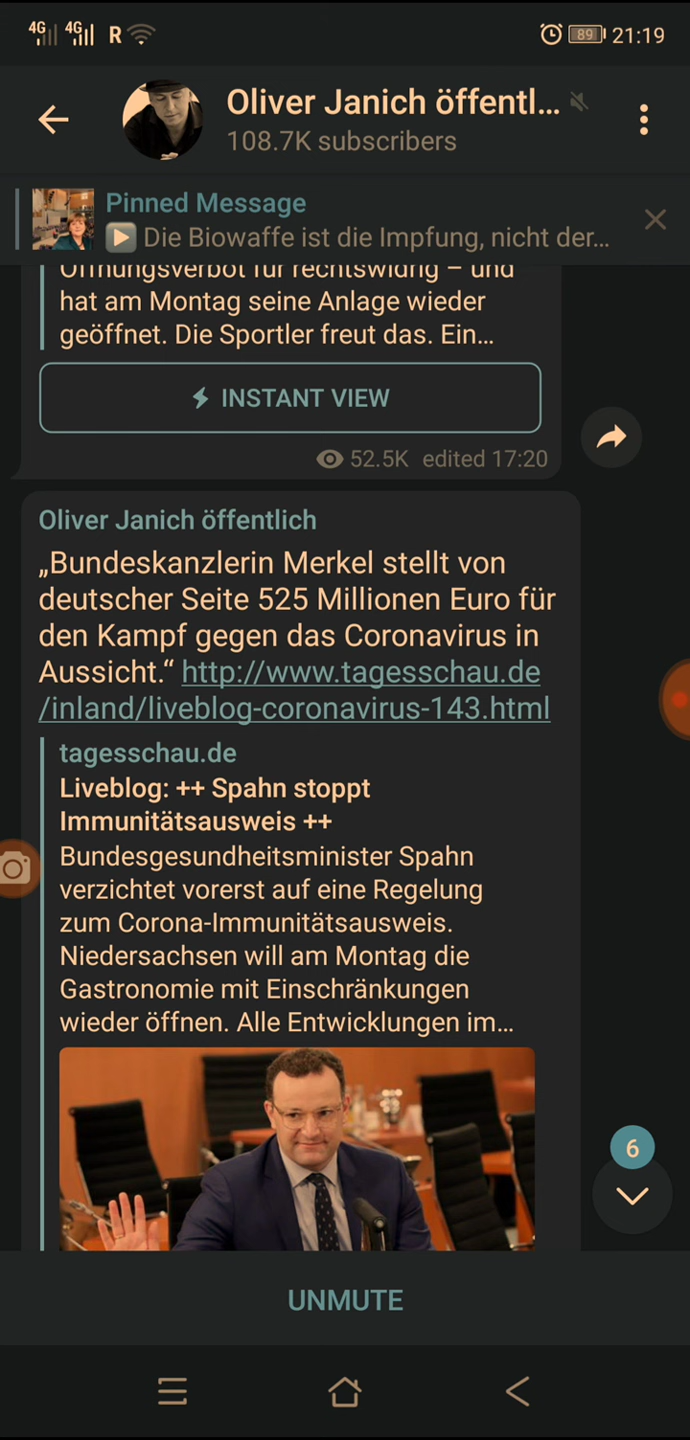 4G 4G R 89 21:19
Oliver Janich öffentl...
108.7K subscribers
Pinned Message
Die Biowaffe ist die Impfung, nicht der...
Öffnungsverbot für rechtswidrig – und
hat am Montag seine Anlage wieder
geöffnet. Die Sportler freut das. Ein...
INSTANT VIEW
52.5K edited 17:20
Oliver Janich öffentlich
„Bundeskanzlerin Merkel stellt von
deutscher Seite 525 Millionen Euro für
den Kampf gegen das Coronavirus in
Aussicht.“ http://www.tagesschau.de
/inland/liveblog-coronavirus-143.html
tagesschau.de
Liveblog: ++ Spahn stoppt
Immunitätsausweis ++
Bundesgesundheitsminister Spahn
verzichtet vorerst auf eine Regelung
zum Corona-Immunitätsausweis.
Niedersachsen will am Montag die
Gastronomie mit Einschränkungen
wieder öffnen. Alle Entwicklungen im...
6
UNMUTE